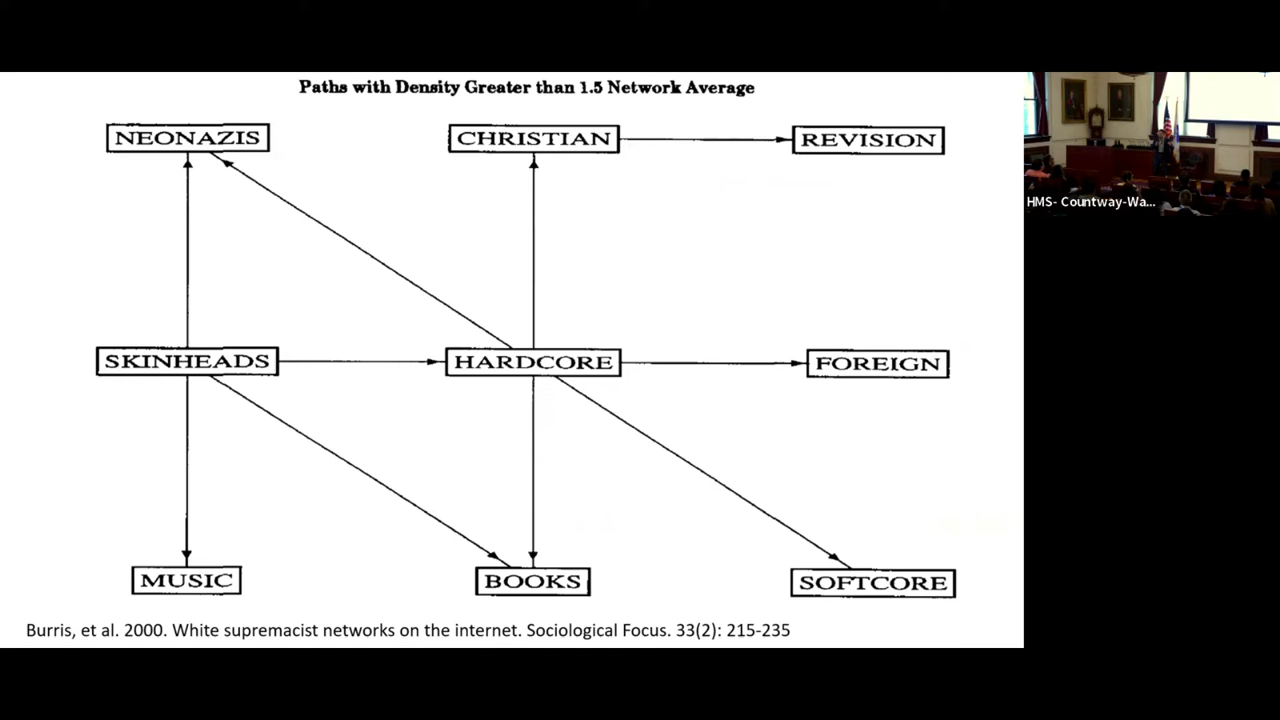 Paths with Density Greater than 1.5 Network Average
NEONAZIS
CHRISTIAN
REVISION
HMS- Countway-Wa...
SKINHEADS
HARDCORE
FOREIGN
MUSIC
BOOKS
SOFTCORE
Burris, et al. 2000. White supremacist networks on the internet. Sociological Focus. 33(2): 215-235